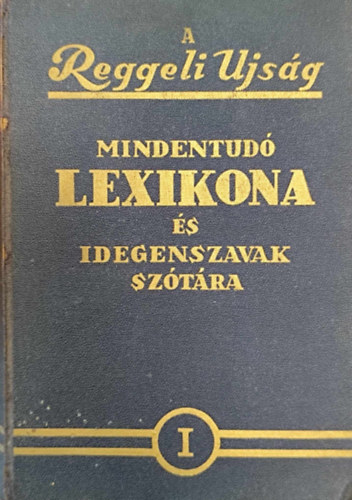 A
Reggeli Ujság
MINDENTUDÓ
LEXIKONA
ÉS
IDEGENSZAVAK
SZÓTÁRA
I